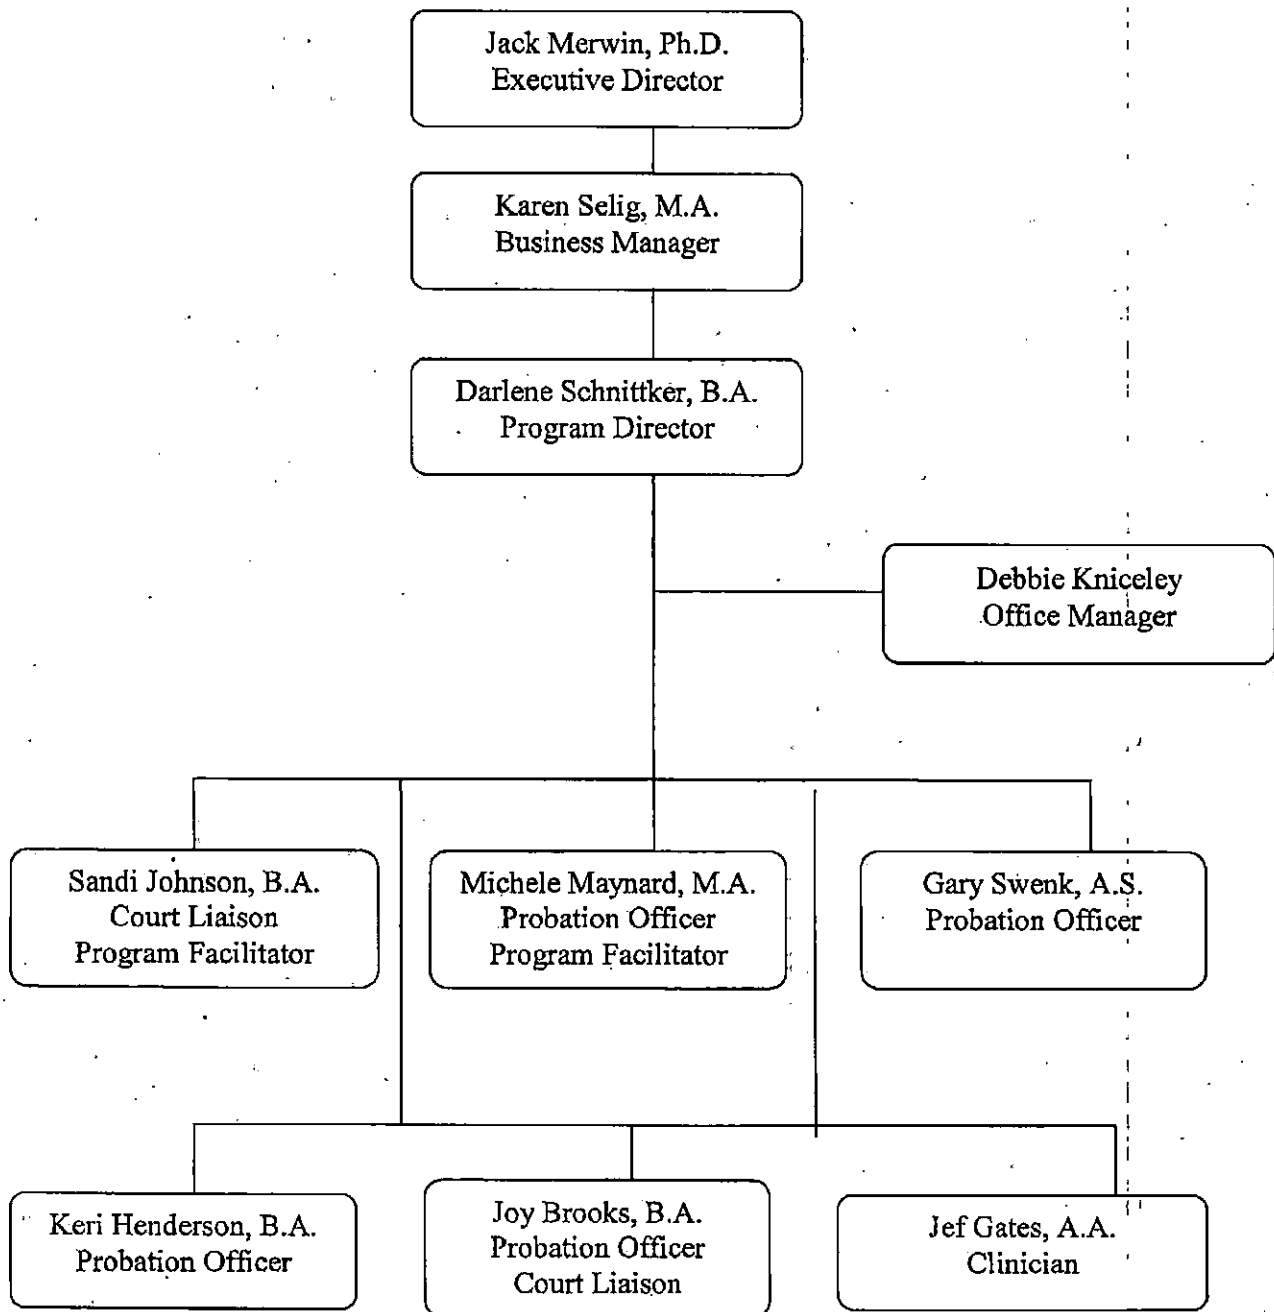 Jack Merwin, Ph.D.
Executive Director
Karen Selig, M.A.
Business Manager
Darlene Schnittker, B.A.
Program Director
Debbie Kniceley
Office Manager
Sandi Johnson, B.A.
Court Liaison
Program Facilitator
Michele Maynard, M.A.
Probation Officer
Program Facilitator
Gary Swenk, A.S.
Probation Officer
Keri Henderson, B.A.
Probation Officer
Joy Brooks, B.A.
Probation Officer
Court Liaison
Jef Gates, A.A.
Clinician